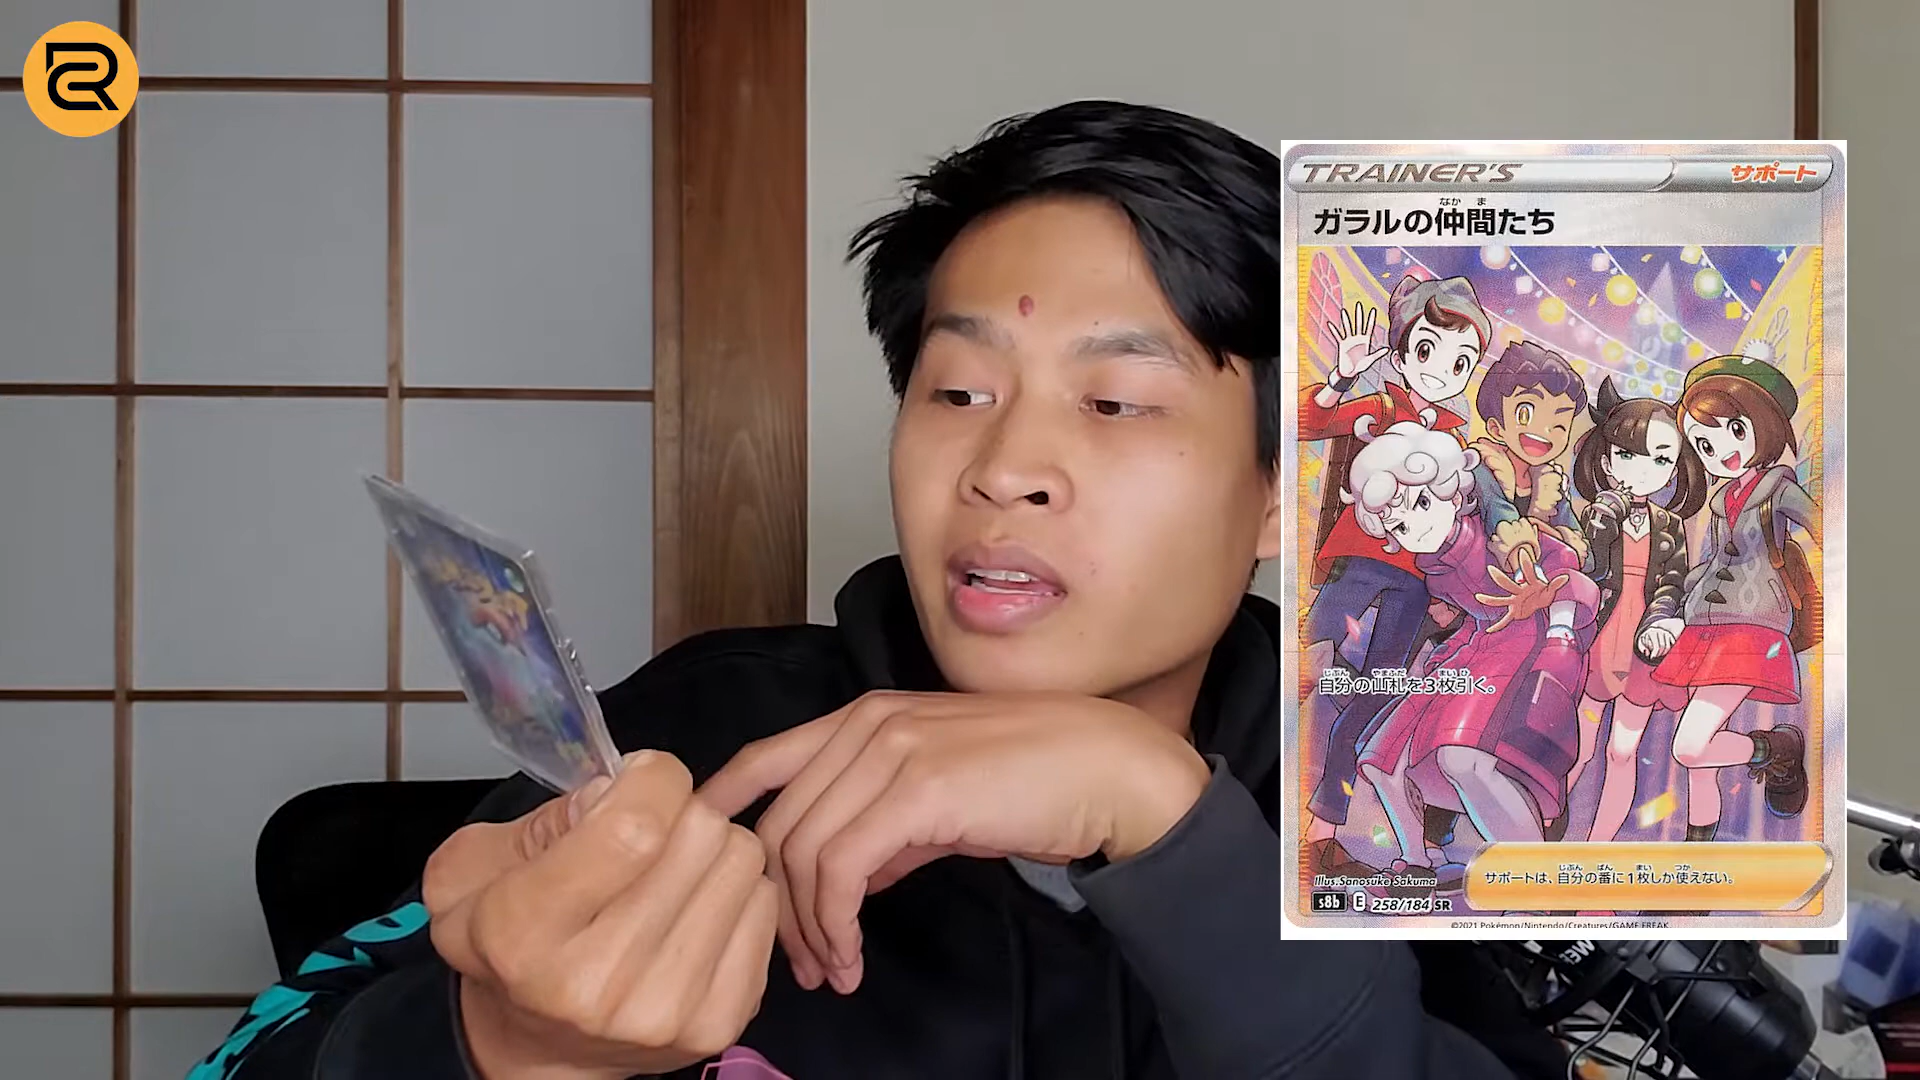 TRAINER'S サポート
なかま
ガラルの仲間たち
じぶん やまふだ まい ひ
自分の山札を3枚引く。
じぶん ばん まい つか
サポートは、自分の番に1枚しか使えない。
Illus. Sanosuke Sakuma
s8b E 258/184 SR
©2021 Pokémon/Nintendo/Creatures/GAME FREAK